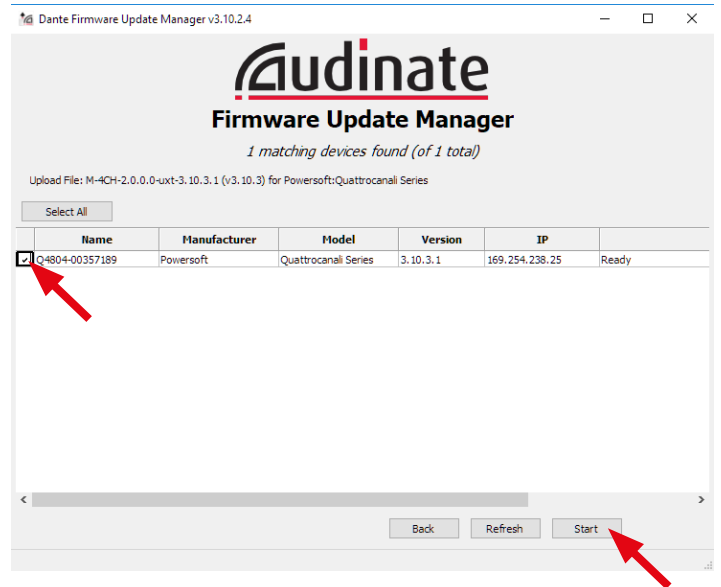 Dante Firmware Update Manager v3.10.2.4
Audinate
Firmware Update Manager
1 matching devices found (of 1 total)
Upload File: M-4CH-2.0.0.0-uxt-3.10.3.1 (v3.10.3) for Powersoft:Quattrocanali Series
Select All
Name Manufacturer Model Version IP
Q4804-00357189 Powersoft Quattrocanali Series 3.10.3.1 169.254.238.25 Ready
Back Refresh Start